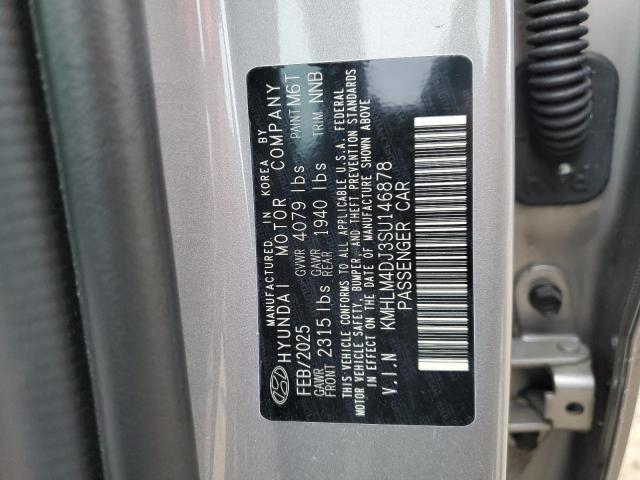 MANUFACTURED IN KOREA BY
HYUNDAI MOTOR COMPANY
FEB/2025 GVWR 4079 lbs PAINT M6T
GAWR FRONT 2315 lbs GAWR REAR 1940 lbs TRIM NNB
THIS VEHICLE CONFORMS TO ALL APPLICABLE U.S.A. FEDERAL
MOTOR VEHICLE SAFETY, BUMPER, AND THEFT PREVENTION STANDARDS
IN EFFECT ON THE DATE OF MANUFACTURE SHOWN ABOVE
V.I.N KMHLM4DJ3SU146878
PASSENGER CAR